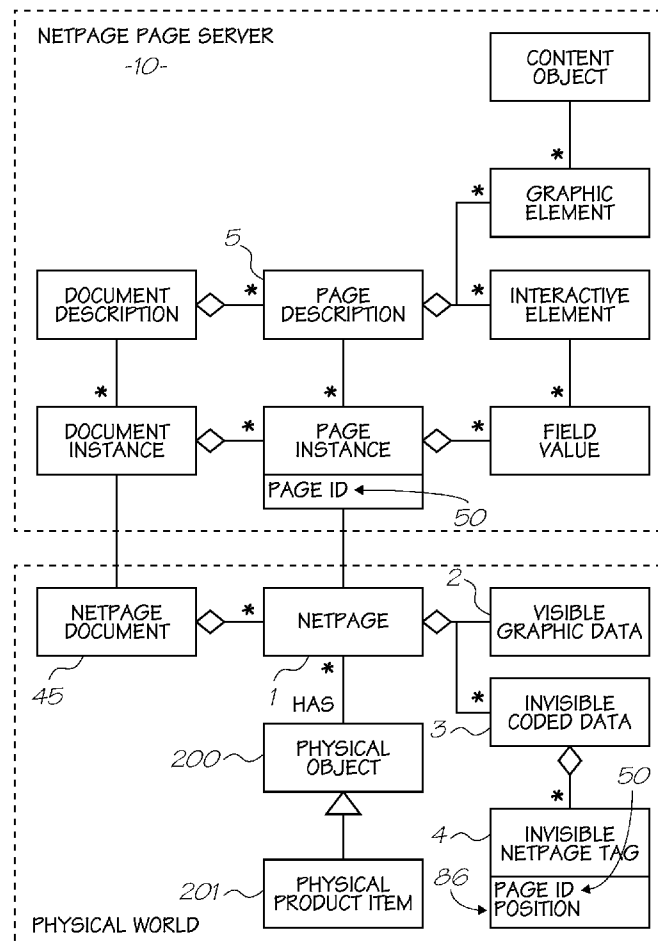 NETPAGE PAGE SERVER
-10-
CONTENT
OBJECT
*
*
GRAPHIC
ELEMENT
5
DOCUMENT
DESCRIPTION
*
PAGE
DESCRIPTION
*
INTERACTIVE
ELEMENT
*
*
*
DOCUMENT
INSTANCE
*
PAGE
INSTANCE
*
FIELD
VALUE
PAGE ID
50
NETPAGE
DOCUMENT
*
NETPAGE
2
VISIBLE
GRAPHIC DATA
45
1
*
HAS
*
3
INVISIBLE
CODED DATA
200
PHYSICAL
OBJECT
*
50
4
INVISIBLE
NETPAGE TAG
201
PHYSICAL
PRODUCT ITEM
86
PAGE ID
POSITION
PHYSICAL WORLD